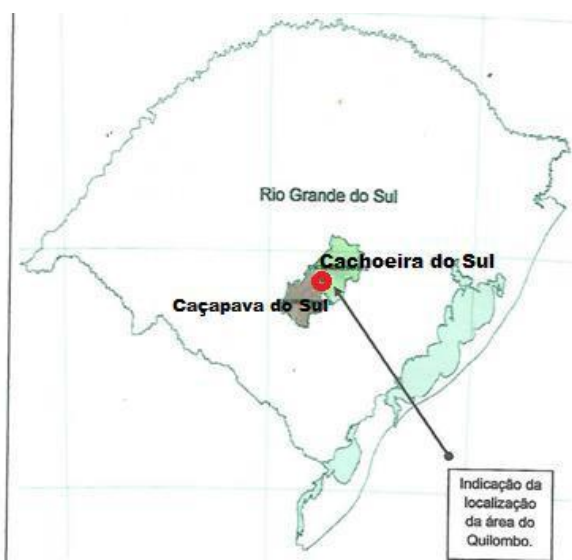 Rio Grande do Sul
Cachoeira do Sul
Caçapava do Sul
Indicação da
localização
da área do
Quilombo.